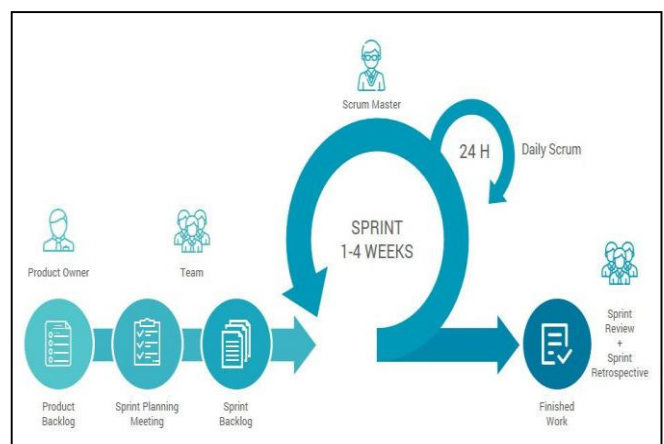 Scrum Master
24 H
Daily Scrum
SPRINT
1-4 WEEKS
Product Owner
Team
Sprint
Review
+
Sprint
Retrospective
Product
Backlog
Sprint Planning
Meeting
Sprint
Backlog
Finished
Work